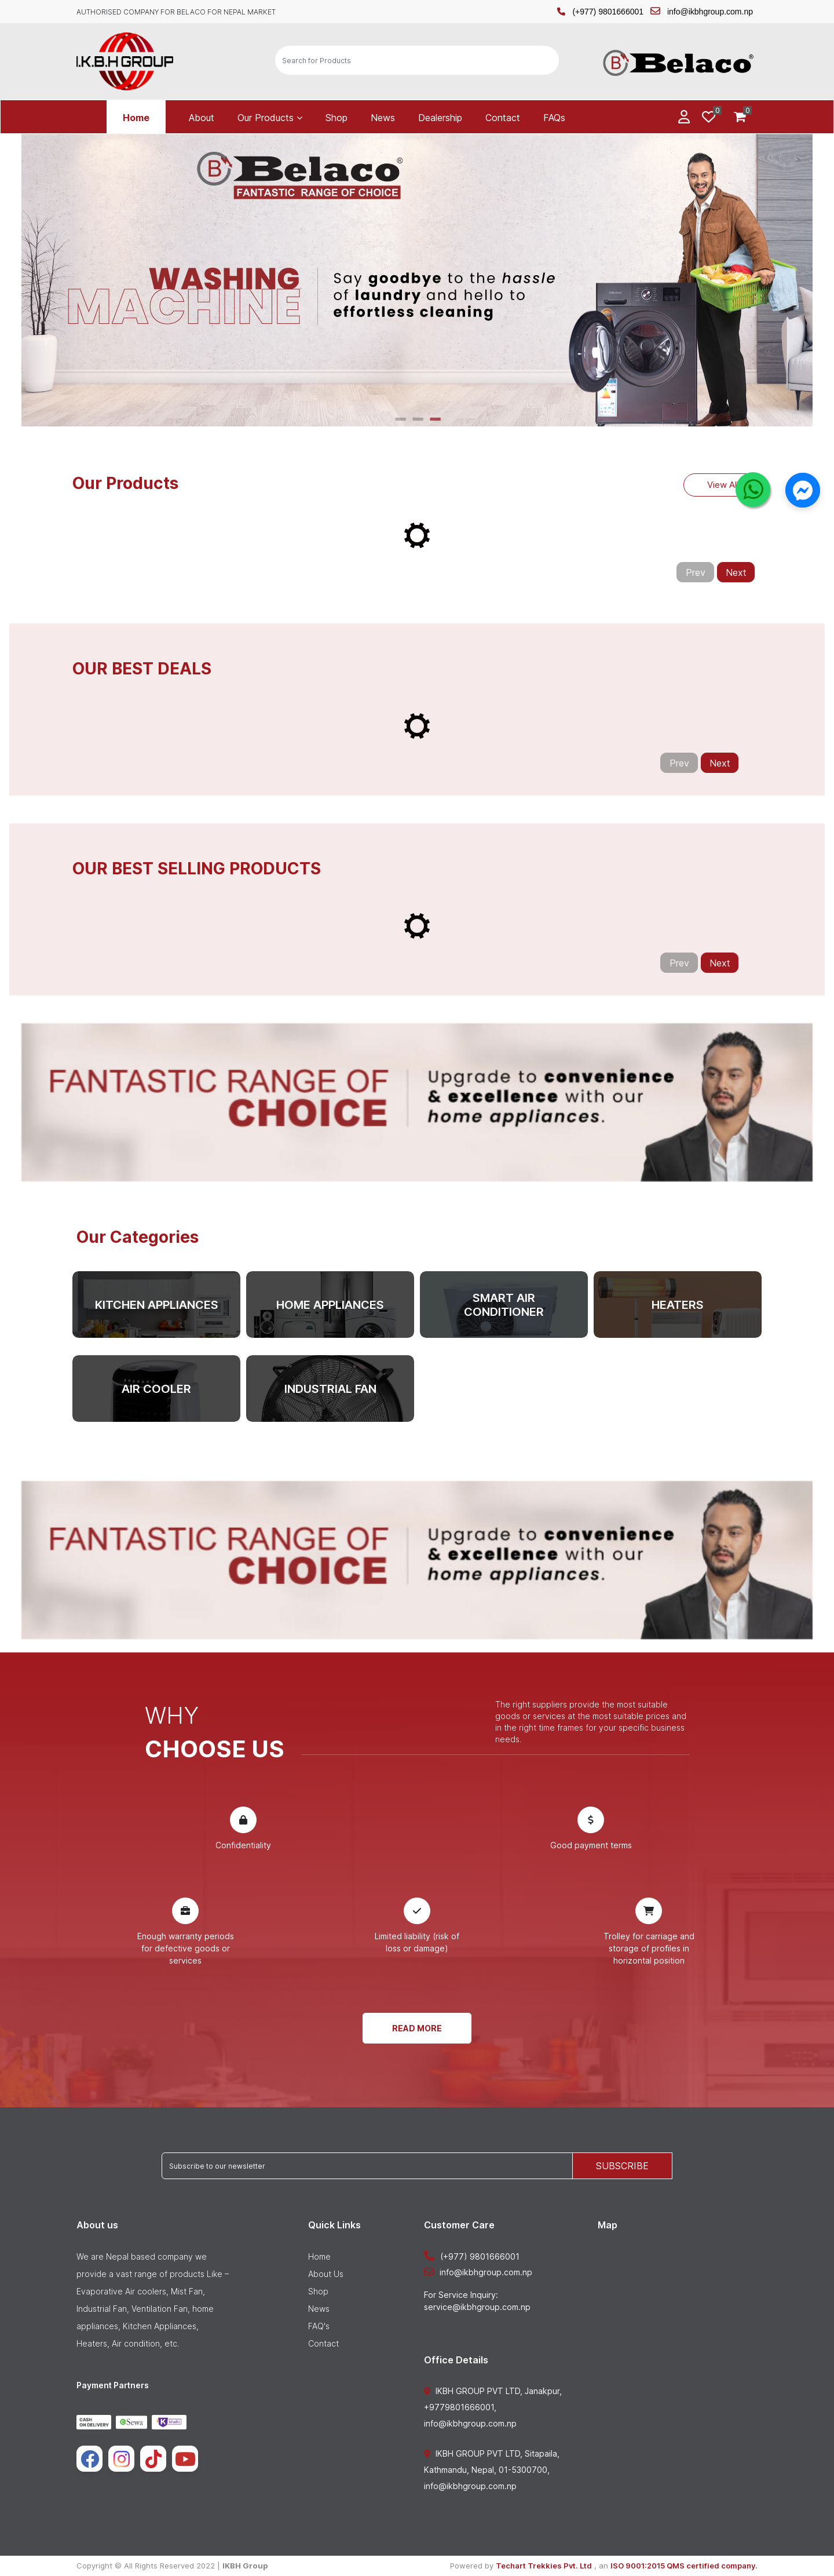 AUTHORISED COMPANY FOR BELACO FOR NEPAL MARKET
(+977) 9801666001 info@ikbhgroup.com.np
I.K.B.H GROUP
Search for Products
Belaco®
Home About Our Products Shop News Dealership Contact FAQs
0 0
Belaco®
FANTASTIC RANGE OF CHOICE
WASHING
MACHINE
Say goodbye to the hassle
of laundry and hello to
effortless cleaning
Our Products
View Al
Prev Next
OUR BEST DEALS
Prev Next
OUR BEST SELLING PRODUCTS
Prev Next
FANTASTIC RANGE OF
CHOICE
Upgrade to convenience
& excellence with our
home appliances.
Our Categories
KITCHEN APPLIANCES
HOME APPLIANCES
SMART AIR
CONDITIONER
HEATERS
AIR COOLER
INDUSTRIAL FAN
FANTASTIC RANGE OF
CHOICE
Upgrade to convenience
& excellence with our
home appliances.
WHY
CHOOSE US
The right suppliers provide the most suitable
goods or services at the most suitable prices and
in the right time frames for your specific business
needs.
Confidentiality
Good payment terms
Enough warranty periods
for defective goods or
services
Limited liability (risk of
loss or damage)
Trolley for carriage and
storage of profiles in
horizontal position
READ MORE
Subscribe to our newsletter
SUBSCRIBE
About us
We are Nepal based company we
provide a vast range of products Like –
Evaporative Air coolers, Mist Fan,
Industrial Fan, Ventilation Fan, home
appliances, Kitchen Appliances,
Heaters, Air condition, etc.
Payment Partners
CASH
ON DELIVERY
eSewa
Khalti
Quick Links
Home
About Us
Shop
News
FAQ's
Contact
Customer Care
(+977) 9801666001
info@ikbhgroup.com.np
For Service Inquiry:
service@ikbhgroup.com.np
Office Details
IKBH GROUP PVT LTD, Janakpur,
+9779801666001,
info@ikbhgroup.com.np
IKBH GROUP PVT LTD, Sitapaila,
Kathmandu, Nepal, 01-5300700,
info@ikbhgroup.com.np
Map
Copyright © All Rights Reserved 2022 | IKBH Group
Powered by Techart Trekkies Pvt. Ltd , an ISO 9001:2015 QMS certified company.